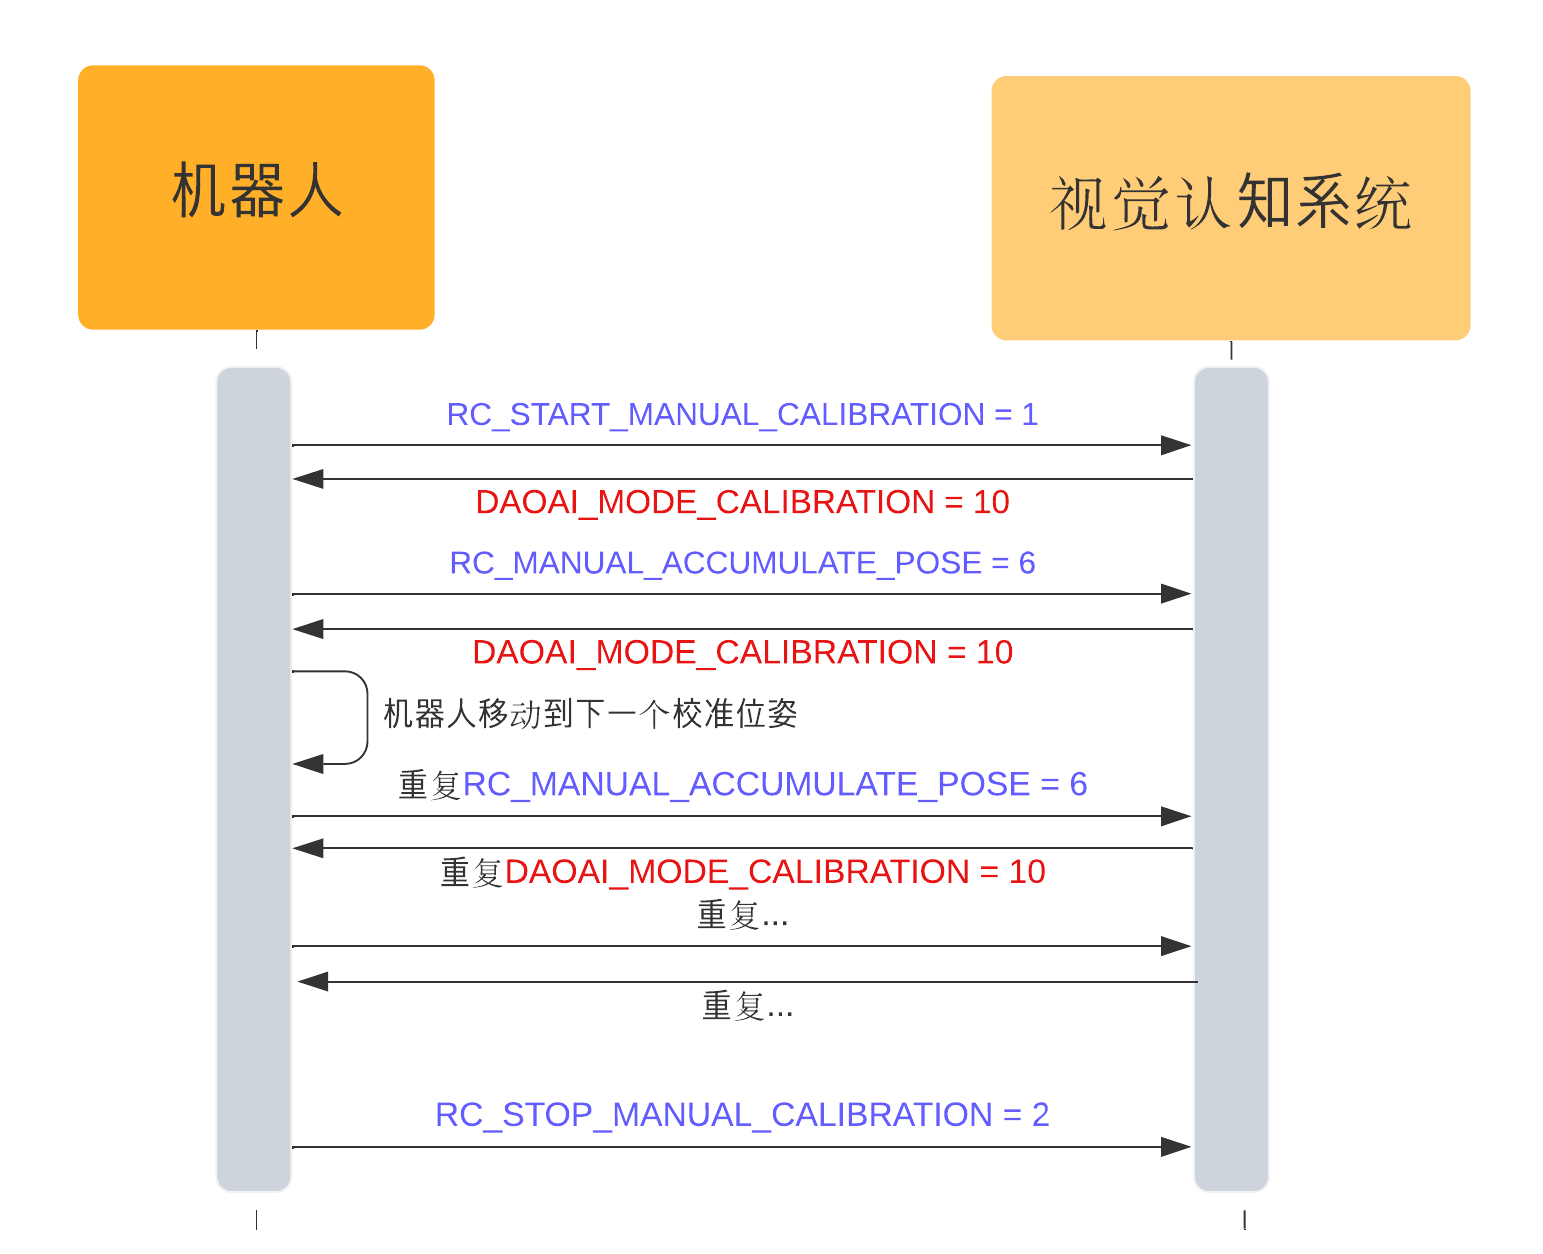 机器人
视觉认知系统
RC_START_MANUAL_CALIBRATION = 1
DAOAI_MODE_CALIBRATION = 10
RC_MANUAL_ACCUMULATE_POSE = 6
DAOAI_MODE_CALIBRATION = 10
机器人移动到下一个校准位姿
重复RC_MANUAL_ACCUMULATE_POSE = 6
重复DAOAI_MODE_CALIBRATION = 10
重复...
重复...
RC_STOP_MANUAL_CALIBRATION = 2